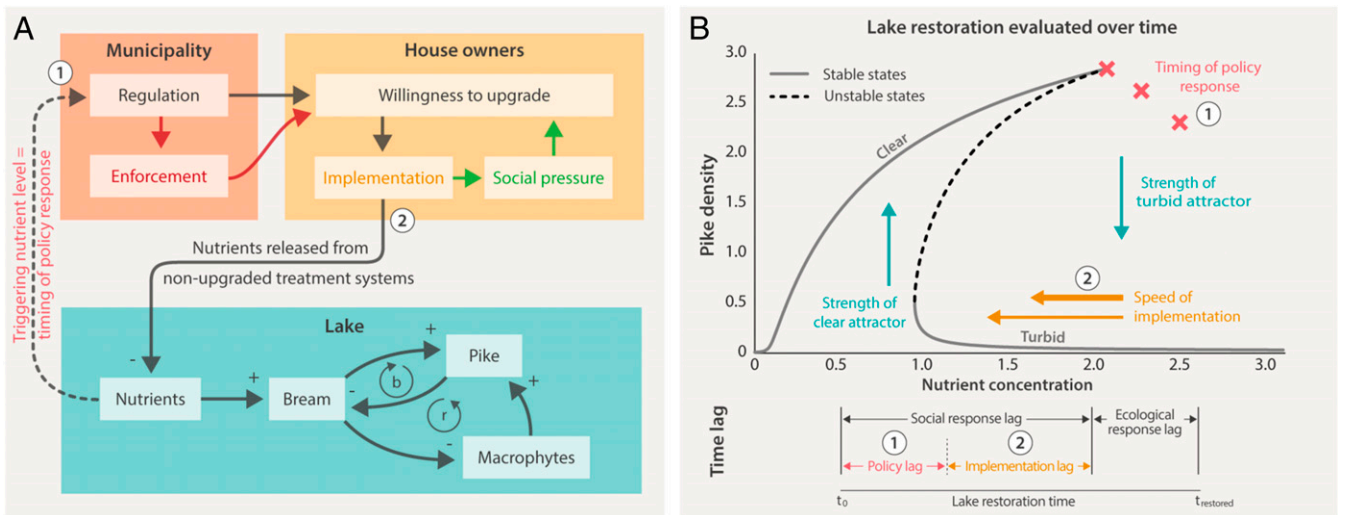 A
Municipality
House owners
1
Regulation
Willingness to upgrade
Enforcement
Implementation
Social pressure
2
Triggering nutrient level =
timing of policy response
Nutrients released from
non-upgraded treatment systems
Lake
-
+
+
Pike
Nutrients
Bream
-
b
+
r
-
Macrophytes
B
Lake restoration evaluated over time
3.0
2.5
2.0
1.5
1.0
0.5
0
Pike density
Stable states
Unstable states
Timing of policy
response
1
Clear
Strength of
turbid attractor
Strength of
clear attractor
2
Speed of
implementation
Turbid
0.0
0.5
1.0
1.5
2.0
2.5
3.0
Nutrient concentration
Time lag
Social response lag
Ecological
response lag
1
2
Policy lag
Implementation lag
t0
Lake restoration time
trestored